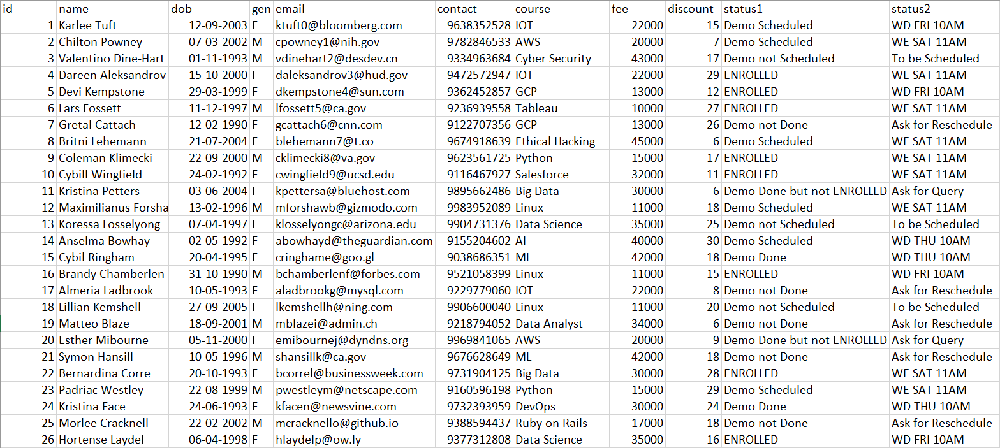 id name dob gen email contact course fee discount status1 status2
1 Karlee Tuft 12-09-2003 F ktuft0@bloomberg.com 9638352528 IOT 22000 15 Demo Scheduled WD FRI 10AM
2 Chilton Powney 07-03-2002 M cpowney1@nih.gov 9782846533 AWS 20000 7 Demo Scheduled WE SAT 11AM
3 Valentino Dine-Hart 01-11-1993 M vdinehart2@desdev.cn 9334963684 Cyber Security 43000 17 Demo not Scheduled To be Scheduled
4 Dareen Aleksandrov 15-10-2000 F daleksandrov3@hud.gov 9472572947 IOT 22000 29 ENROLLED WE SAT 11AM
5 Devi Kempstone 29-03-1999 F dkempstone4@sun.com 9362452857 GCP 13000 12 ENROLLED WD FRI 10AM
6 Lars Fossett 11-12-1997 M lfossett5@ca.gov 9236939558 Tableau 10000 27 ENROLLED WE SAT 11AM
7 Gretal Cattach 12-02-1990 F gcattach6@cnn.com 9122707356 GCP 13000 26 Demo not Done Ask for Reschedule
8 Britni Lehemann 21-07-2004 F blehemann7@t.co 9674918639 Ethical Hacking 45000 6 Demo Scheduled WE SAT 11AM
9 Coleman Klimecki 22-09-2000 M cklimecki8@va.gov 9623561725 Python 15000 17 ENROLLED WE SAT 11AM
10 Cybill Wingfield 24-02-1992 F cwingfield9@ucsd.edu 9116467927 Salesforce 32000 11 ENROLLED WE SAT 11AM
11 Kristina Petters 03-06-2004 F kpettersa@bluehost.com 9895662486 Big Data 30000 6 Demo Done but not ENROLLED Ask for Query
12 Maximilianus Forsha 13-02-1996 M mforshawb@gizmodo.com 9983952089 Linux 11000 18 Demo Scheduled WE SAT 11AM
13 Koressa Losselyong 07-04-1997 F klosselyongc@arizona.edu 9904731376 Data Science 35000 25 Demo not Scheduled To be Scheduled
14 Anselma Bowhay 02-05-1992 F abowhayd@theguardian.com 9155204602 AI 40000 30 Demo Scheduled WD THU 10AM
15 Cybil Ringham 20-04-1995 F cringhame@goo.gl 9038686351 ML 42000 18 Demo Done WD THU 10AM
16 Brandy Chamberlen 31-10-1990 M bchamberlenf@forbes.com 9521058399 Linux 11000 15 ENROLLED WD FRI 10AM
17 Almeria Ladbrook 10-05-1993 F aladbrookg@mysql.com 9229779060 IOT 22000 8 Demo not Done Ask for Reschedule
18 Lillian Kemshell 27-09-2005 F lkemshellh@ning.com 9906600040 Linux 11000 20 Demo not Scheduled To be Scheduled
19 Matteo Blaze 18-09-2001 M mblazei@admin.ch 9218794052 Data Analyst 34000 6 Demo not Done Ask for Reschedule
20 Esther Mibourne 05-11-2000 F emibournej@dyndns.org 9969841065 AWS 20000 9 Demo Done but not ENROLLED Ask for Query
21 Symon Hansill 10-05-1996 M shansillk@ca.gov 9676628649 ML 42000 18 Demo not Done Ask for Reschedule
22 Bernardina Corre 20-10-1993 F bcorrel@businessweek.com 9731904125 Big Data 30000 28 ENROLLED WE SAT 11AM
23 Padriac Westley 22-08-1999 M pwestleym@netscape.com 9160596198 Python 15000 29 Demo Scheduled WE SAT 11AM
24 Kristina Face 24-06-1993 F kfacen@newsvine.com 9732393959 DevOps 30000 24 Demo Done WD THU 10AM
25 Morlee Cracknell 22-02-2002 M mcracknello@github.io 9388594437 Ruby on Rails 17000 18 Demo not Done Ask for Reschedule
26 Hortense Laydel 06-04-1998 F hlaydelp@ow.ly 9377312808 Data Science 35000 16 ENROLLED WD FRI 10AM